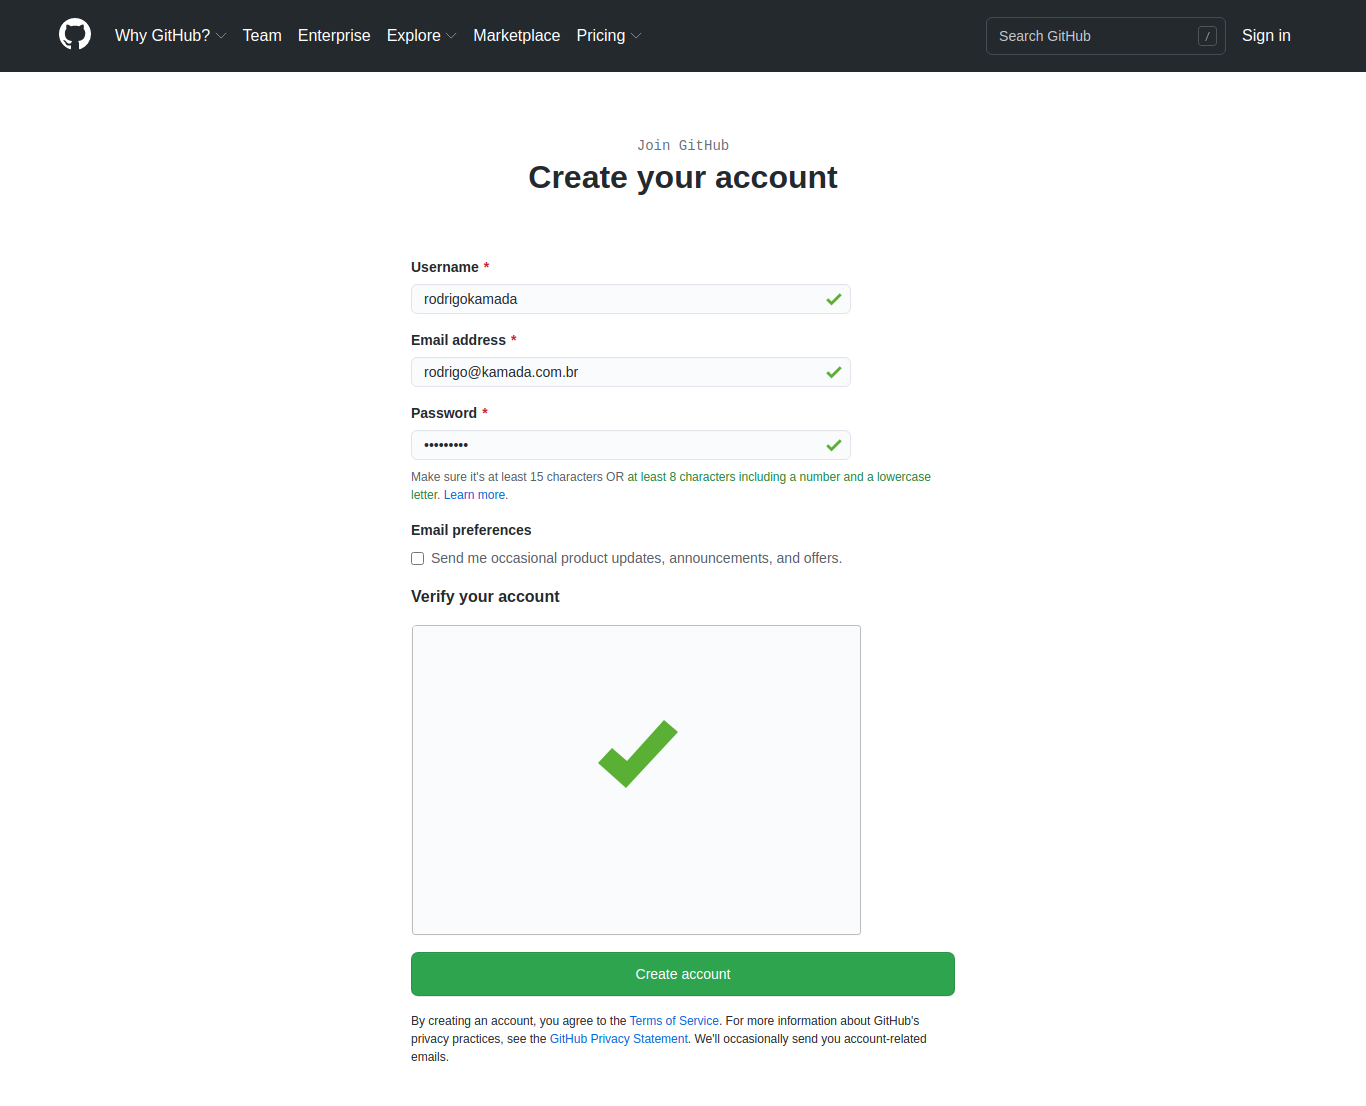 Why GitHub? Team Enterprise Explore Marketplace Pricing Search GitHub / Sign in
Join GitHub
Create your account
Username *
rodrigokamada
Email address *
rodrigo@kamada.com.br
Password *
•••••••••
Make sure it's at least 15 characters OR at least 8 characters including a number and a lowercase
letter. Learn more.
Email preferences
Send me occasional product updates, announcements, and offers.
Verify your account
Create account
By creating an account, you agree to the Terms of Service. For more information about GitHub's
privacy practices, see the GitHub Privacy Statement. We'll occasionally send you account-related
emails.